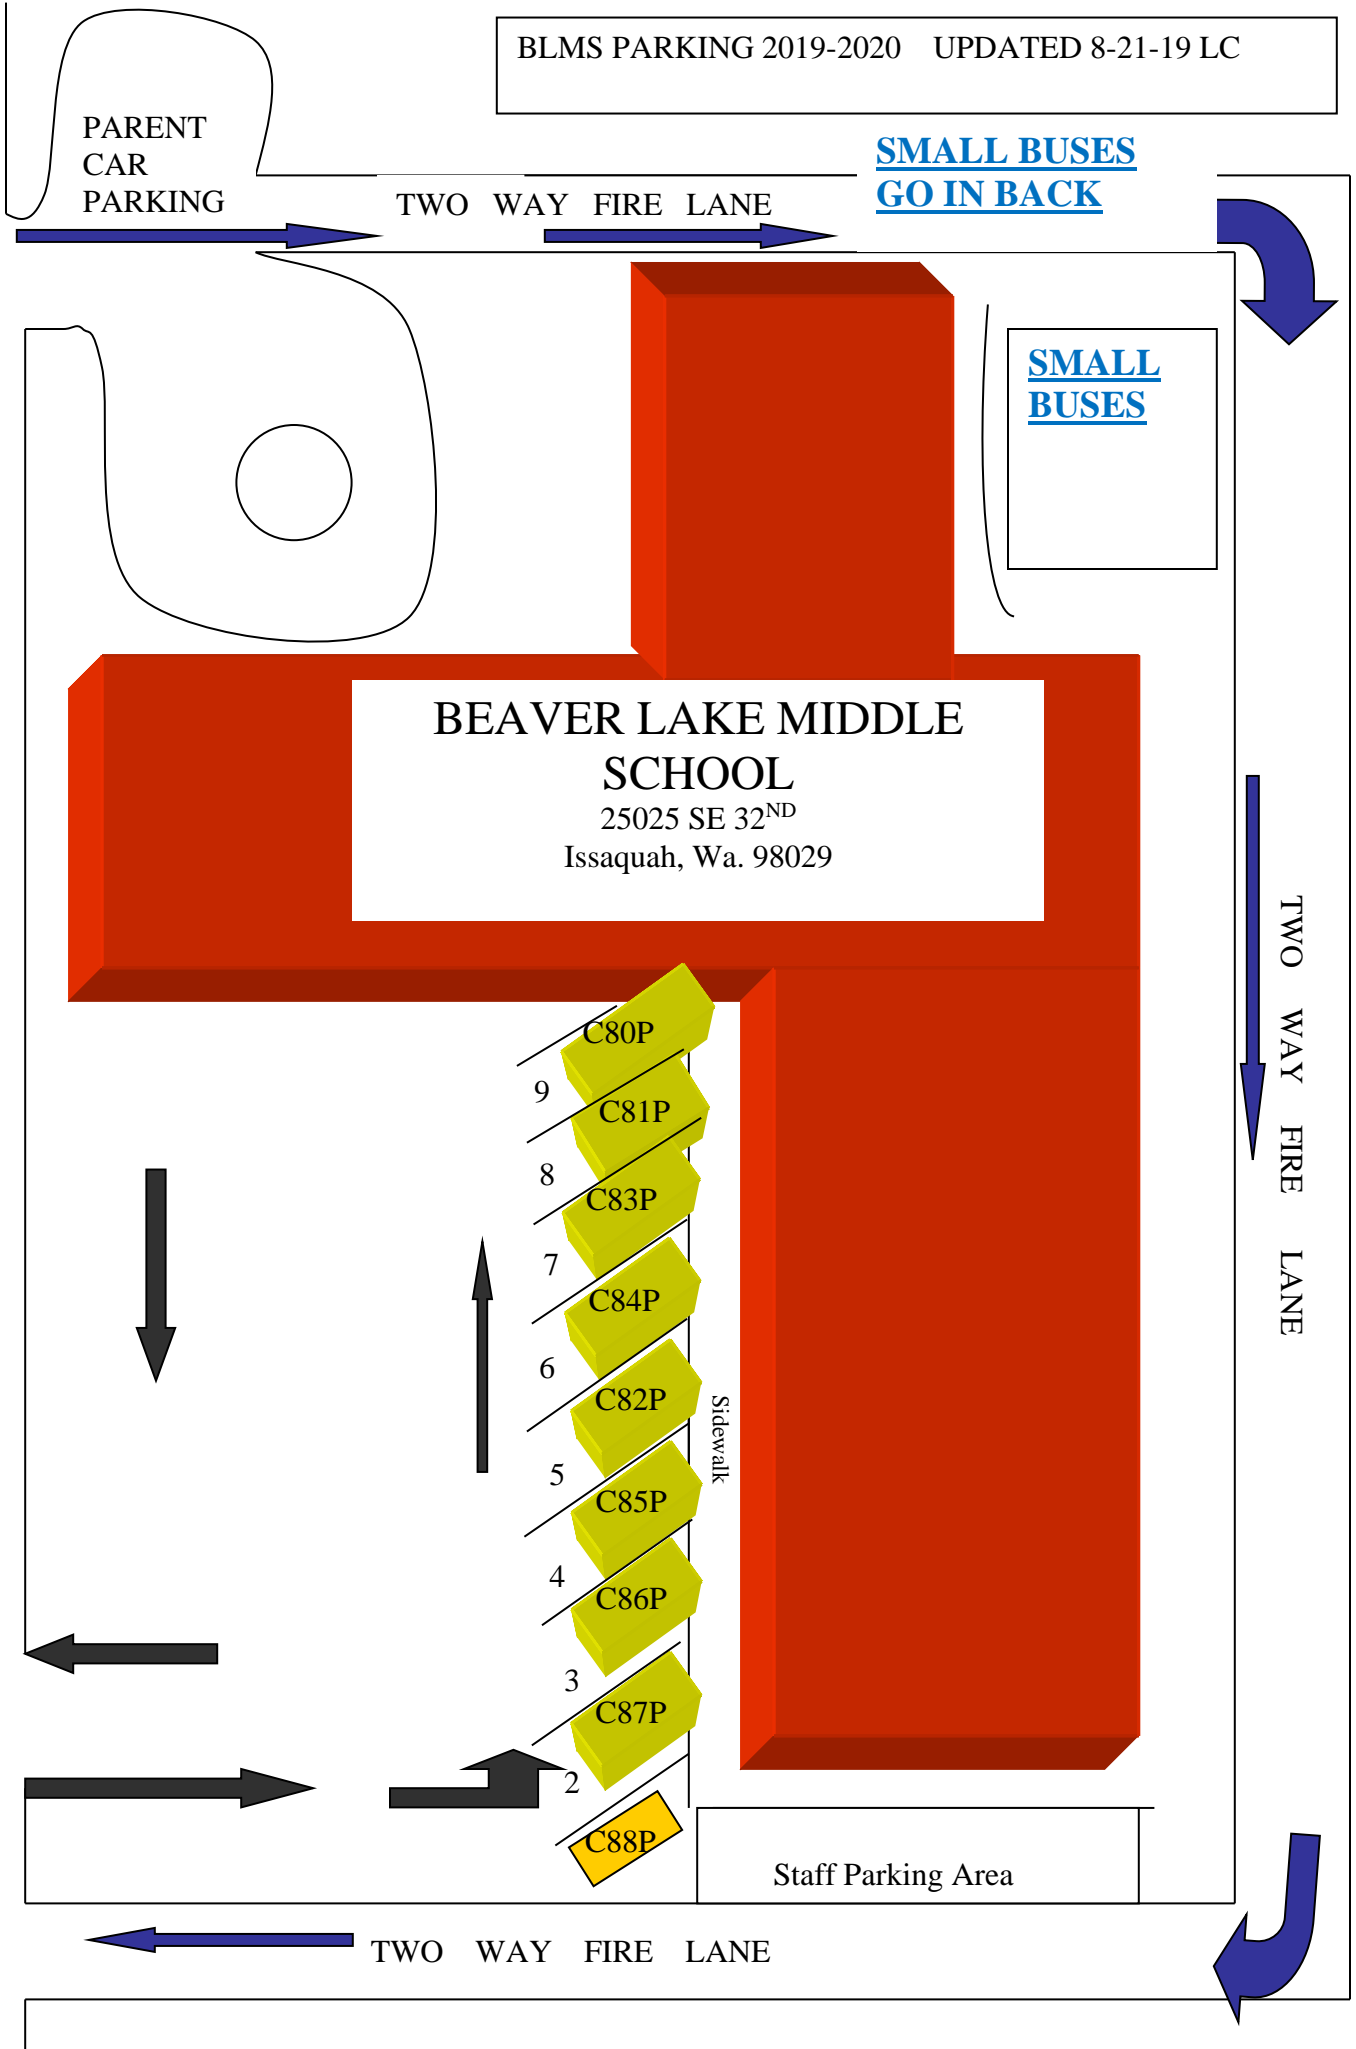 BLMS PARKING 2019-2020    UPDATED 8-21-19 LC
PARENT
CAR
PARKING
TWO   WAY   FIRE   LANE
SMALL BUSES
GO IN BACK
SMALL
BUSES
BEAVER LAKE MIDDLE
SCHOOL
25025 SE 32ND
Issaquah, Wa. 98029
TWO   WAY   FIRE   LANE
C80P
9
C81P
8
C83P
7
C84P
6
C82P
Sidewalk
5
C85P
4
C86P
3
C87P
2
C88P
Staff Parking Area
TWO   WAY   FIRE   LANE